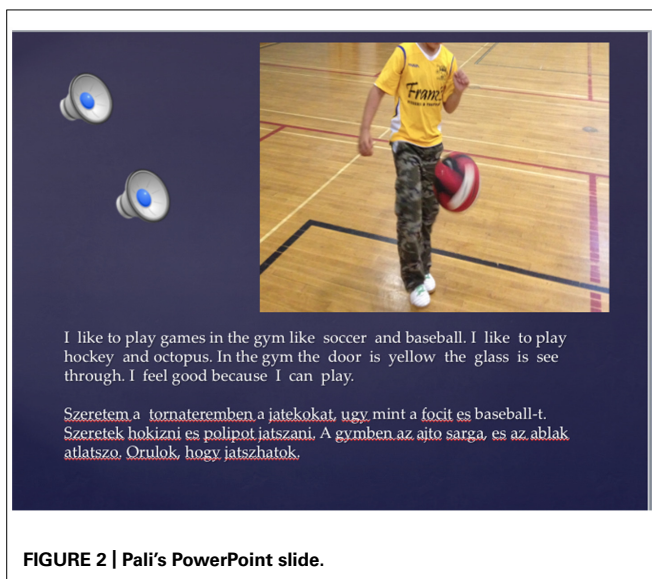 Frame
I like to play games in the gym like soccer and baseball. I like to play
hockey and octopus. In the gym the door is yellow the glass is see
through. I feel good because I can play.
Szeretem a tornateremben a jatekokat, ugy mint a focit es baseball-t.
Szeretek hokizni es polipot jatszani. A gymben az ajto sarga, es az ablak
atlatszo. Orulok, hogy jatszhatok.
FIGURE 2 | Pali's PowerPoint slide.